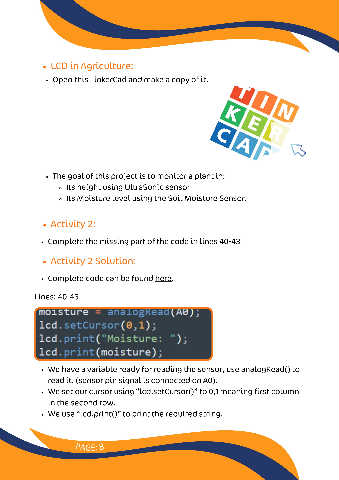 • LCD in Agriculture:
• Open this TinkerCad and make a copy of it.
TIN
KER
CAD
• The goal of this project is to monitor a plant in:
◦ Its height using UltraSonic sensor
◦ Its Moisture level using the Soil Moisture Sensor.
• Activity 2:
• Complete the missing part of the code in Lines 40-43
• Activity 2 Solution:
• Complete code can be found here.
Lines: 40-43
moisture = analogRead(A0);
lcd.setCursor(0,1);
lcd.print("Moisture: ");
lcd.print(moisture);
• We have a variable ready for reading the sensor, use analogRead() to
read it. (sensor pin signal is connected on A0).
• We set our cursor using "lcd.setCursor()" to 0,1 meaning first column
in the second row.
• We use "lcd.print()" to print the required string.
PAGE: 8